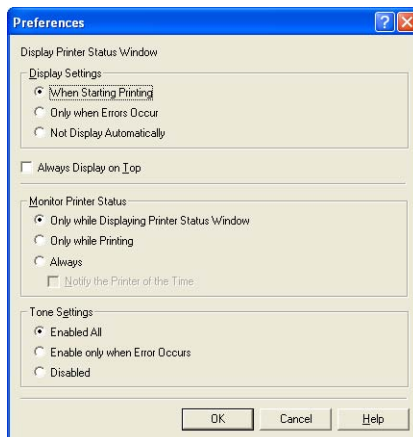 Preferences
Display Printer Status Window
Display Settings
When Starting Printing
Only when Errors Occur
Not Display Automatically
Always Display on Top
Monitor Printer Status
Only while Displaying Printer Status Window
Only while Printing
Always
Notify the Printer of the Time
Tone Settings
Enabled All
Enable only when Error Occurs
Disabled
OK Cancel Help